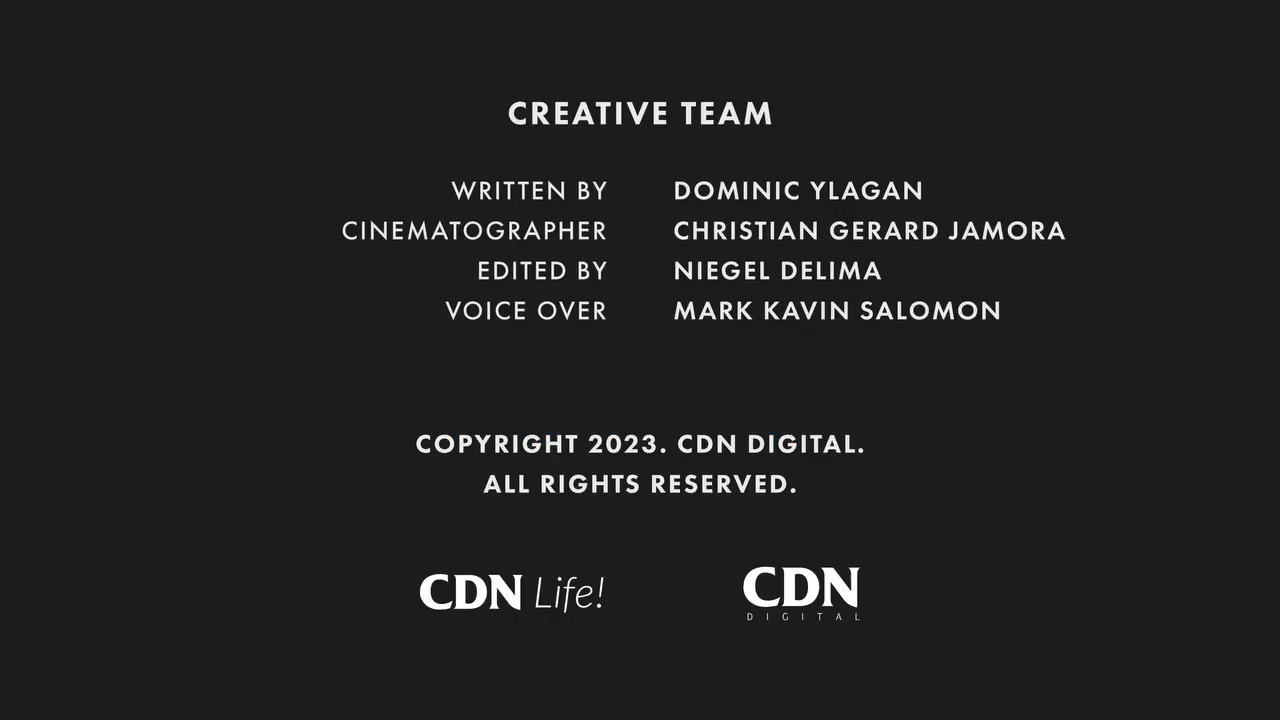 CREATIVE TEAM
WRITTEN BY DOMINIC YLAGAN
CINEMATOGRAPHER CHRISTIAN GERARD JAMORA
EDITED BY NIEGEL DELIMA
VOICE OVER MARK KAVIN SALOMON
COPYRIGHT 2023. CDN DIGITAL.
ALL RIGHTS RESERVED.
CDN Life!
CDN
DIGITAL